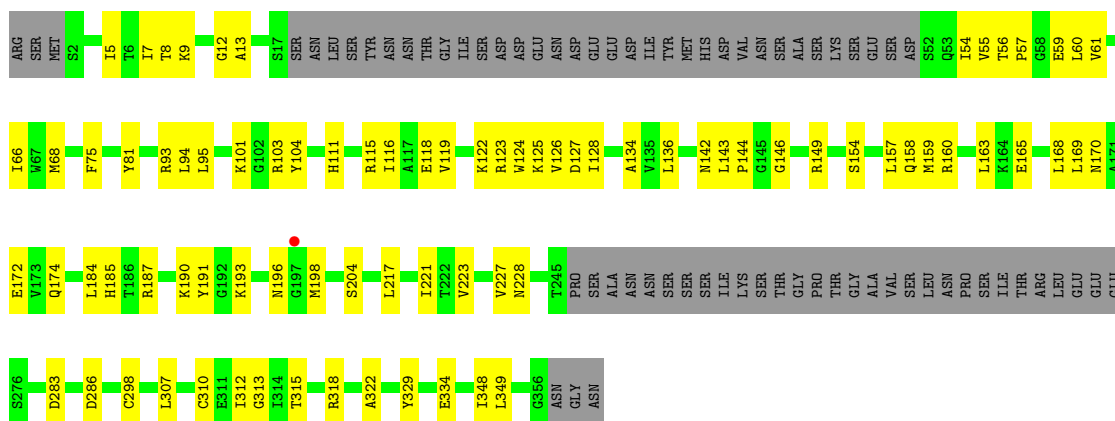 ARG SER MET S2 I5 T6 I7 T8 K9 G12 A13 S17 SER ASN LEU SER TYR ASN ASN THR GLY ILE SER ASP ASP GLU ASN ASP GLU GLU ASP ILE TYR MET HIS ASP VAL ASN SER ALA SER LYS SER GLU SER ASP S52 Q53 I54 V55 T56 P57 G58 E59 L60 V61
I66 W67 M68 F75 Y81 R93 L94 L95 K101 G102 R103 Y104 H111 R115 I116 A117 E118 V119 K122 R123 W124 K125 V126 D127 I128 A134 V135 L136 N142 L143 P144 G145 G146 R149 S154 L157 Q158 M159 R160 L163 K164 E165 L168 L169 N170 A171
E172 V173 Q174 L184 H185 T186 R187 K190 Y191 G192 K193 N196 G197 M198 S204 L217 I221 T222 V223 V227 N228 T245 PRO SER ALA ASN ASN SER SER SER ILE LYS SER THR GLY PRO THR GLY ALA VAL SER LEU ASN PRO SER ILE THR ARG LEU GLU GLU GLU
S276 D283 D286 C298 L307 C310 E311 I312 G313 I314 T315 R318 A322 Y329 E334 I348 L349 G356 ASN GLY ASN